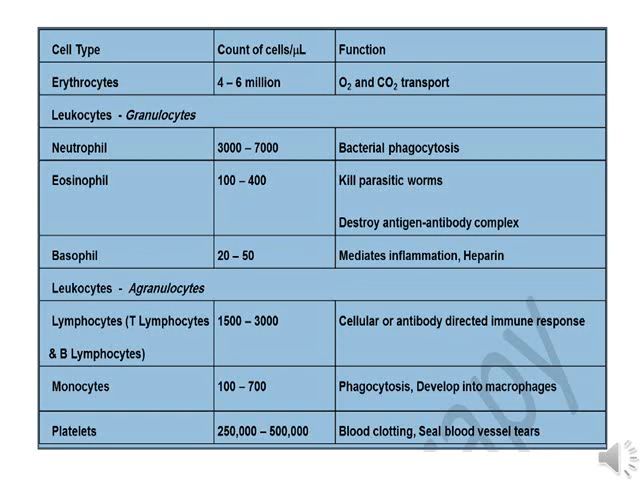 Cell Type Count of cells/µL Function
Erythrocytes 4 – 6 million O₂ and CO₂ transport
Leukocytes - Granulocytes
Neutrophil 3000 – 7000 Bacterial phagocytosis
Eosinophil 100 – 400 Kill parasitic worms
Destroy antigen-antibody complex
Basophil 20 – 50 Mediates inflammation, Heparin
Leukocytes - Agranulocytes
Lymphocytes (T Lymphocytes 1500 – 3000 Cellular or antibody directed immune response
& B Lymphocytes)
Monocytes 100 – 700 Phagocytosis, Develop into macrophages
Platelets 250,000 – 500,000 Blood clotting, Seal blood vessel tears